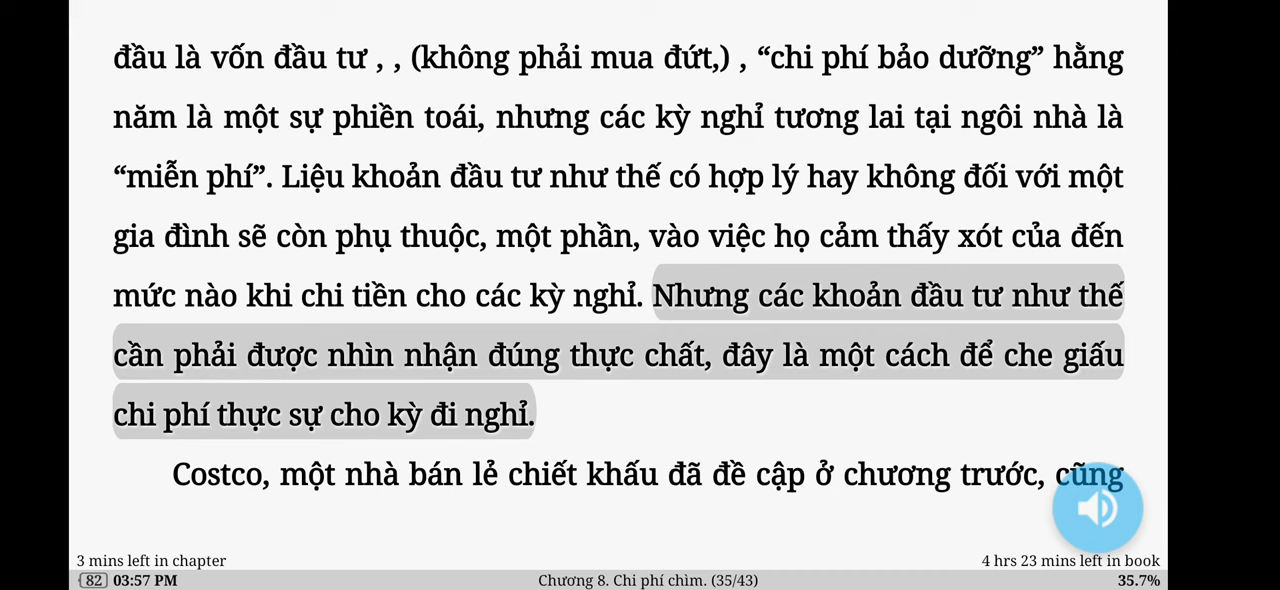 đầu là vốn đầu tư , , (không phải mua đứt,) , “chi phí bảo dưỡng” hằng
năm là một sự phiền toái, nhưng các kỳ nghỉ tương lai tại ngôi nhà là
“miễn phí”. Liệu khoản đầu tư như thế có hợp lý hay không đối với một
gia đình sẽ còn phụ thuộc, một phần, vào việc họ cảm thấy xót của đến
mức nào khi chi tiền cho các kỳ nghỉ. Nhưng các khoản đầu tư như thế
cần phải được nhìn nhận đúng thực chất, đây là một cách để che giấu
chi phí thực sự cho kỳ đi nghỉ.
Costco, một nhà bán lẻ chiết khấu đã đề cập ở chương trước, cũng
3 mins left in chapter
4 hrs 23 mins left in book
82 03:57 PM
Chương 8. Chi phí chìm. (35/43)
35.7%